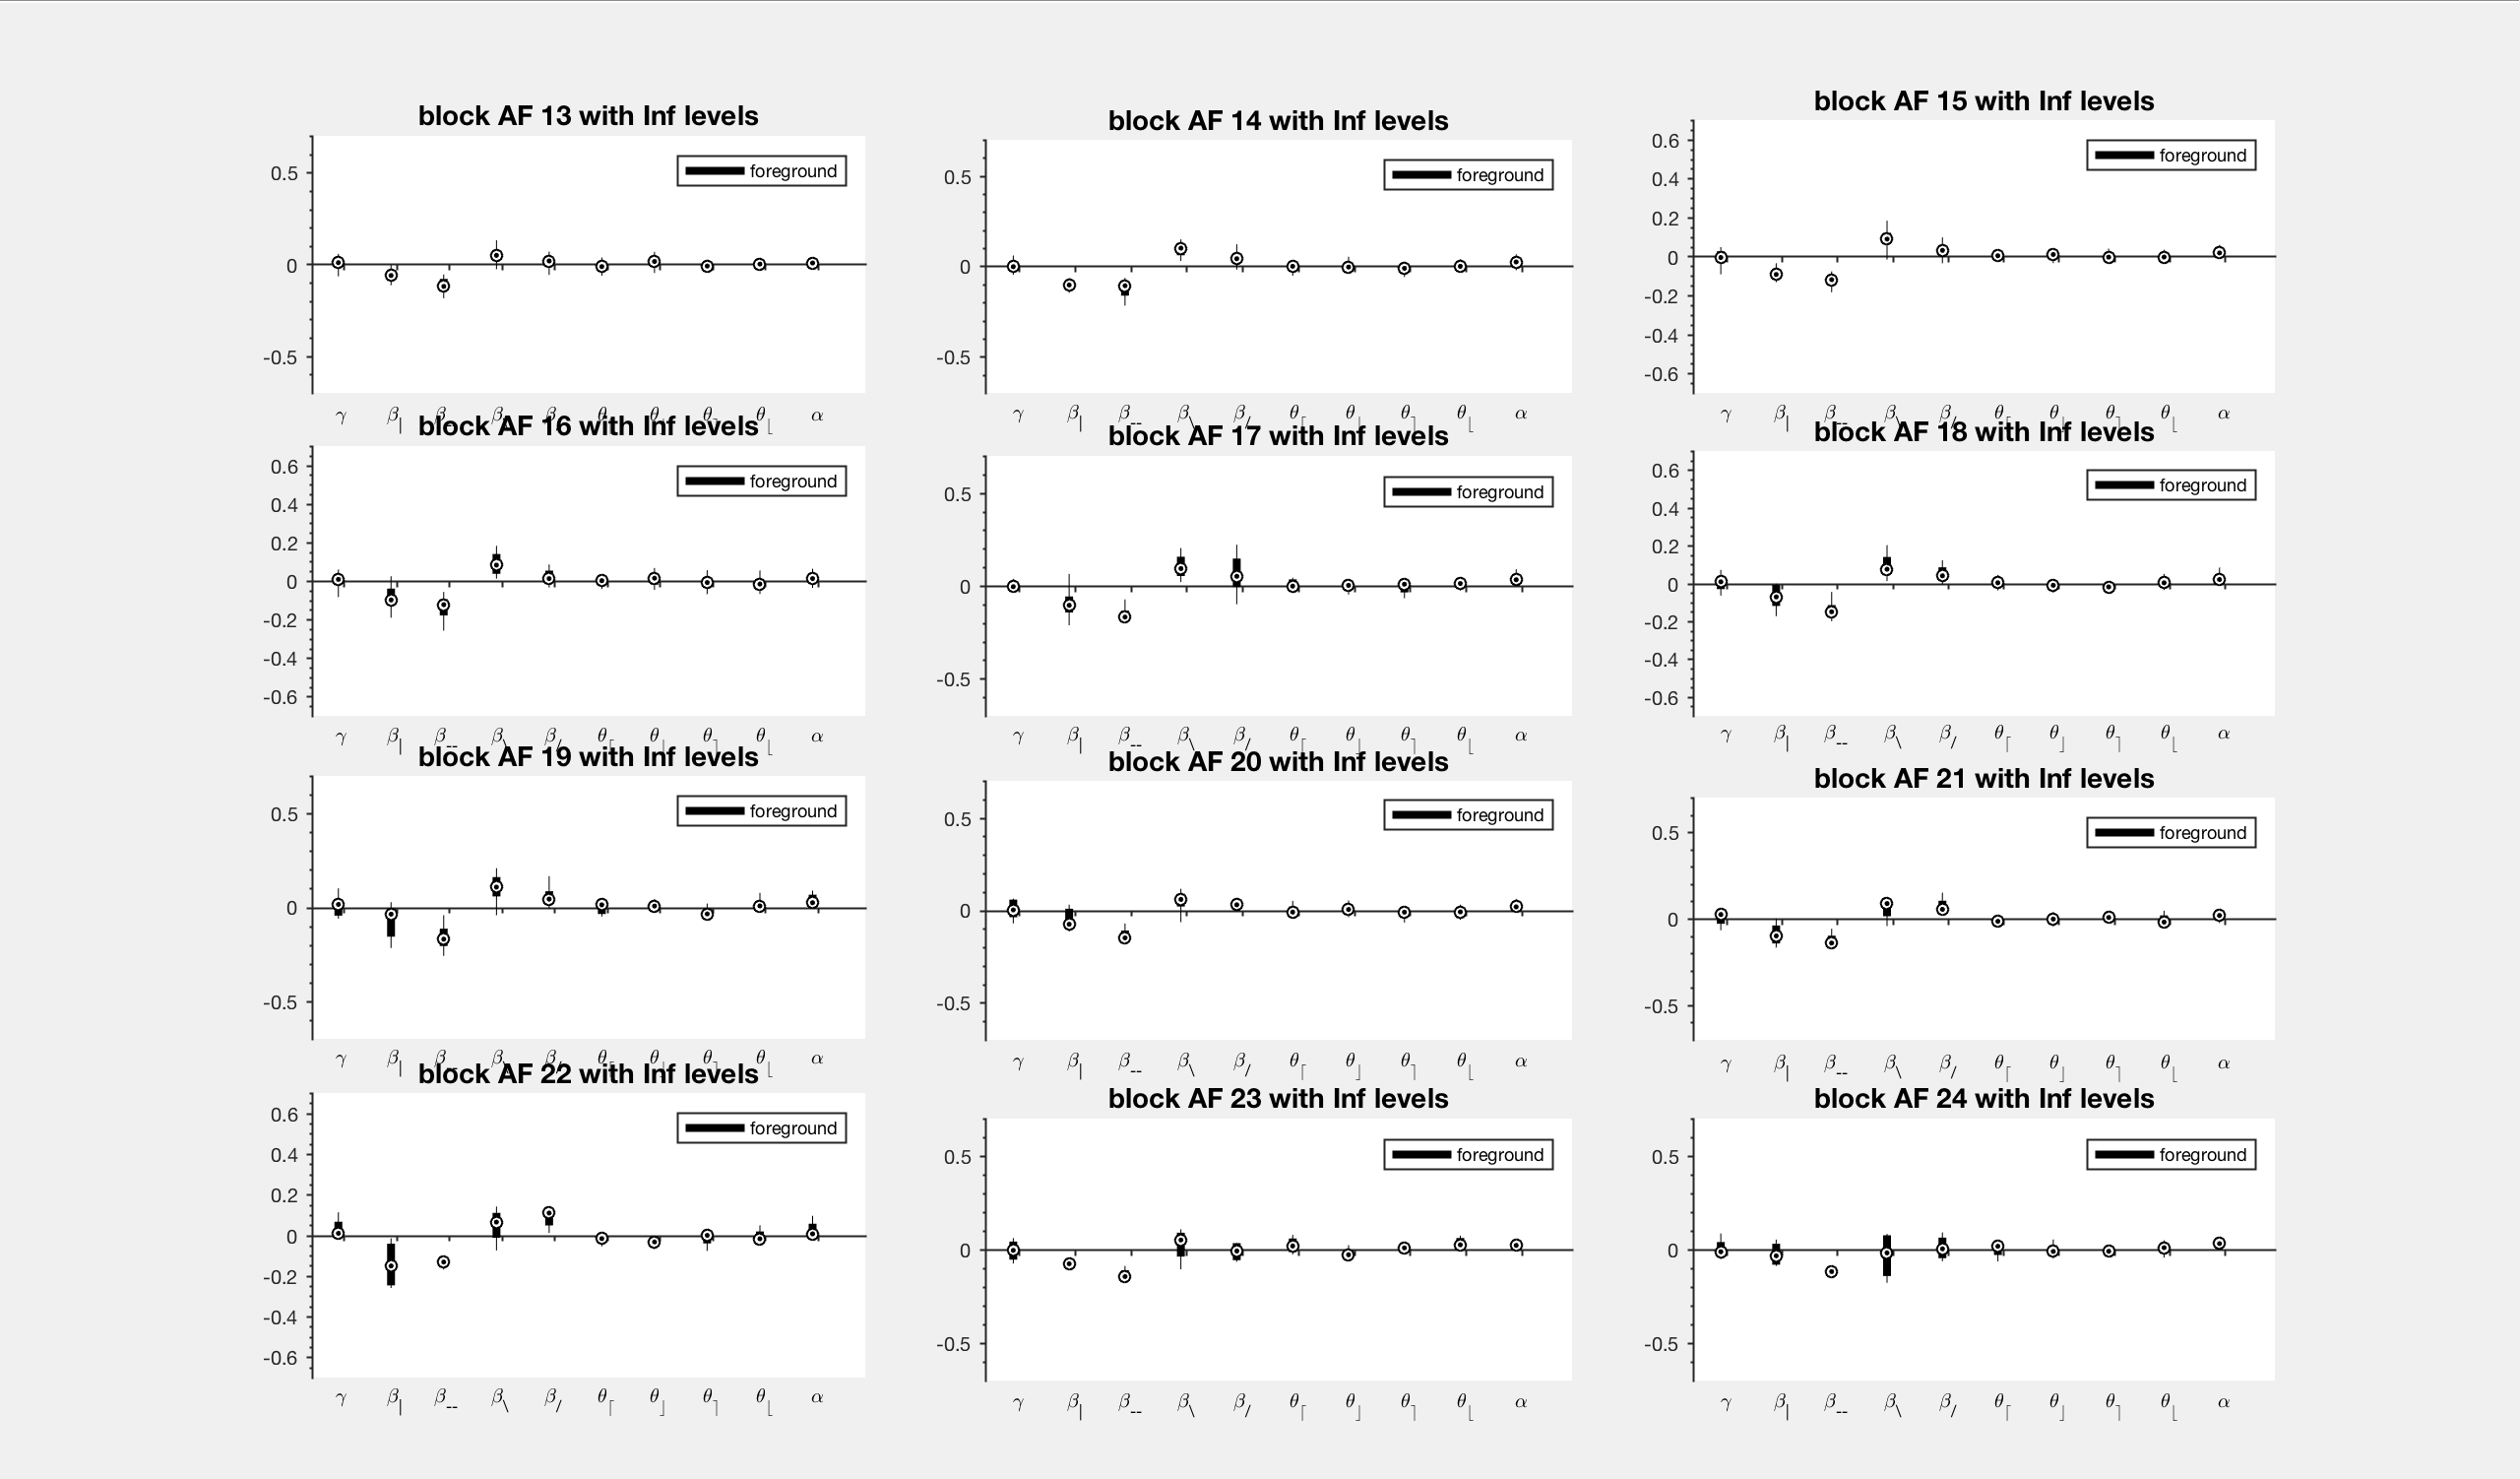 block AF 13 with Inf levels
foreground
0.5
0
-0.5
γ β| β-- β\ β/ θ⌈ θ⌋ θ⌉ θ⌊ α
block AF 14 with Inf levels
foreground
0.5
0
-0.5
γ β| β-- β\ β/ θ⌈ θ⌋ θ⌉ θ⌊ α
block AF 15 with Inf levels
foreground
0.6
0.4
0.2
0
-0.2
-0.4
-0.6
γ β| β-- β\ β/ θ⌈ θ⌋ θ⌉ θ⌊ α
block AF 16 with Inf levels
foreground
0.6
0.4
0.2
0
-0.2
-0.4
-0.6
γ β| β-- β\ β/ θ⌈ θ⌋ θ⌉ θ⌊ α
block AF 17 with Inf levels
foreground
0.5
0
-0.5
γ β| β-- β\ β/ θ⌈ θ⌋ θ⌉ θ⌊ α
block AF 18 with Inf levels
foreground
0.6
0.4
0.2
0
-0.2
-0.4
-0.6
γ β| β-- β\ β/ θ⌈ θ⌋ θ⌉ θ⌊ α
block AF 19 with Inf levels
foreground
0.5
0
-0.5
γ β| β-- β\ β/ θ⌈ θ⌋ θ⌉ θ⌊ α
block AF 20 with Inf levels
foreground
0.5
0
-0.5
γ β| β-- β\ β/ θ⌈ θ⌋ θ⌉ θ⌊ α
block AF 21 with Inf levels
foreground
0.5
0
-0.5
γ β| β-- β\ β/ θ⌈ θ⌋ θ⌉ θ⌊ α
block AF 22 with Inf levels
foreground
0.6
0.4
0.2
0
-0.2
-0.4
-0.6
γ β| β-- β\ β/ θ⌈ θ⌋ θ⌉ θ⌊ α
block AF 23 with Inf levels
foreground
0.5
0
-0.5
γ β| β-- β\ β/ θ⌈ θ⌋ θ⌉ θ⌊ α
block AF 24 with Inf levels
foreground
0.5
0
-0.5
γ β| β-- β\ β/ θ⌈ θ⌋ θ⌉ θ⌊ α